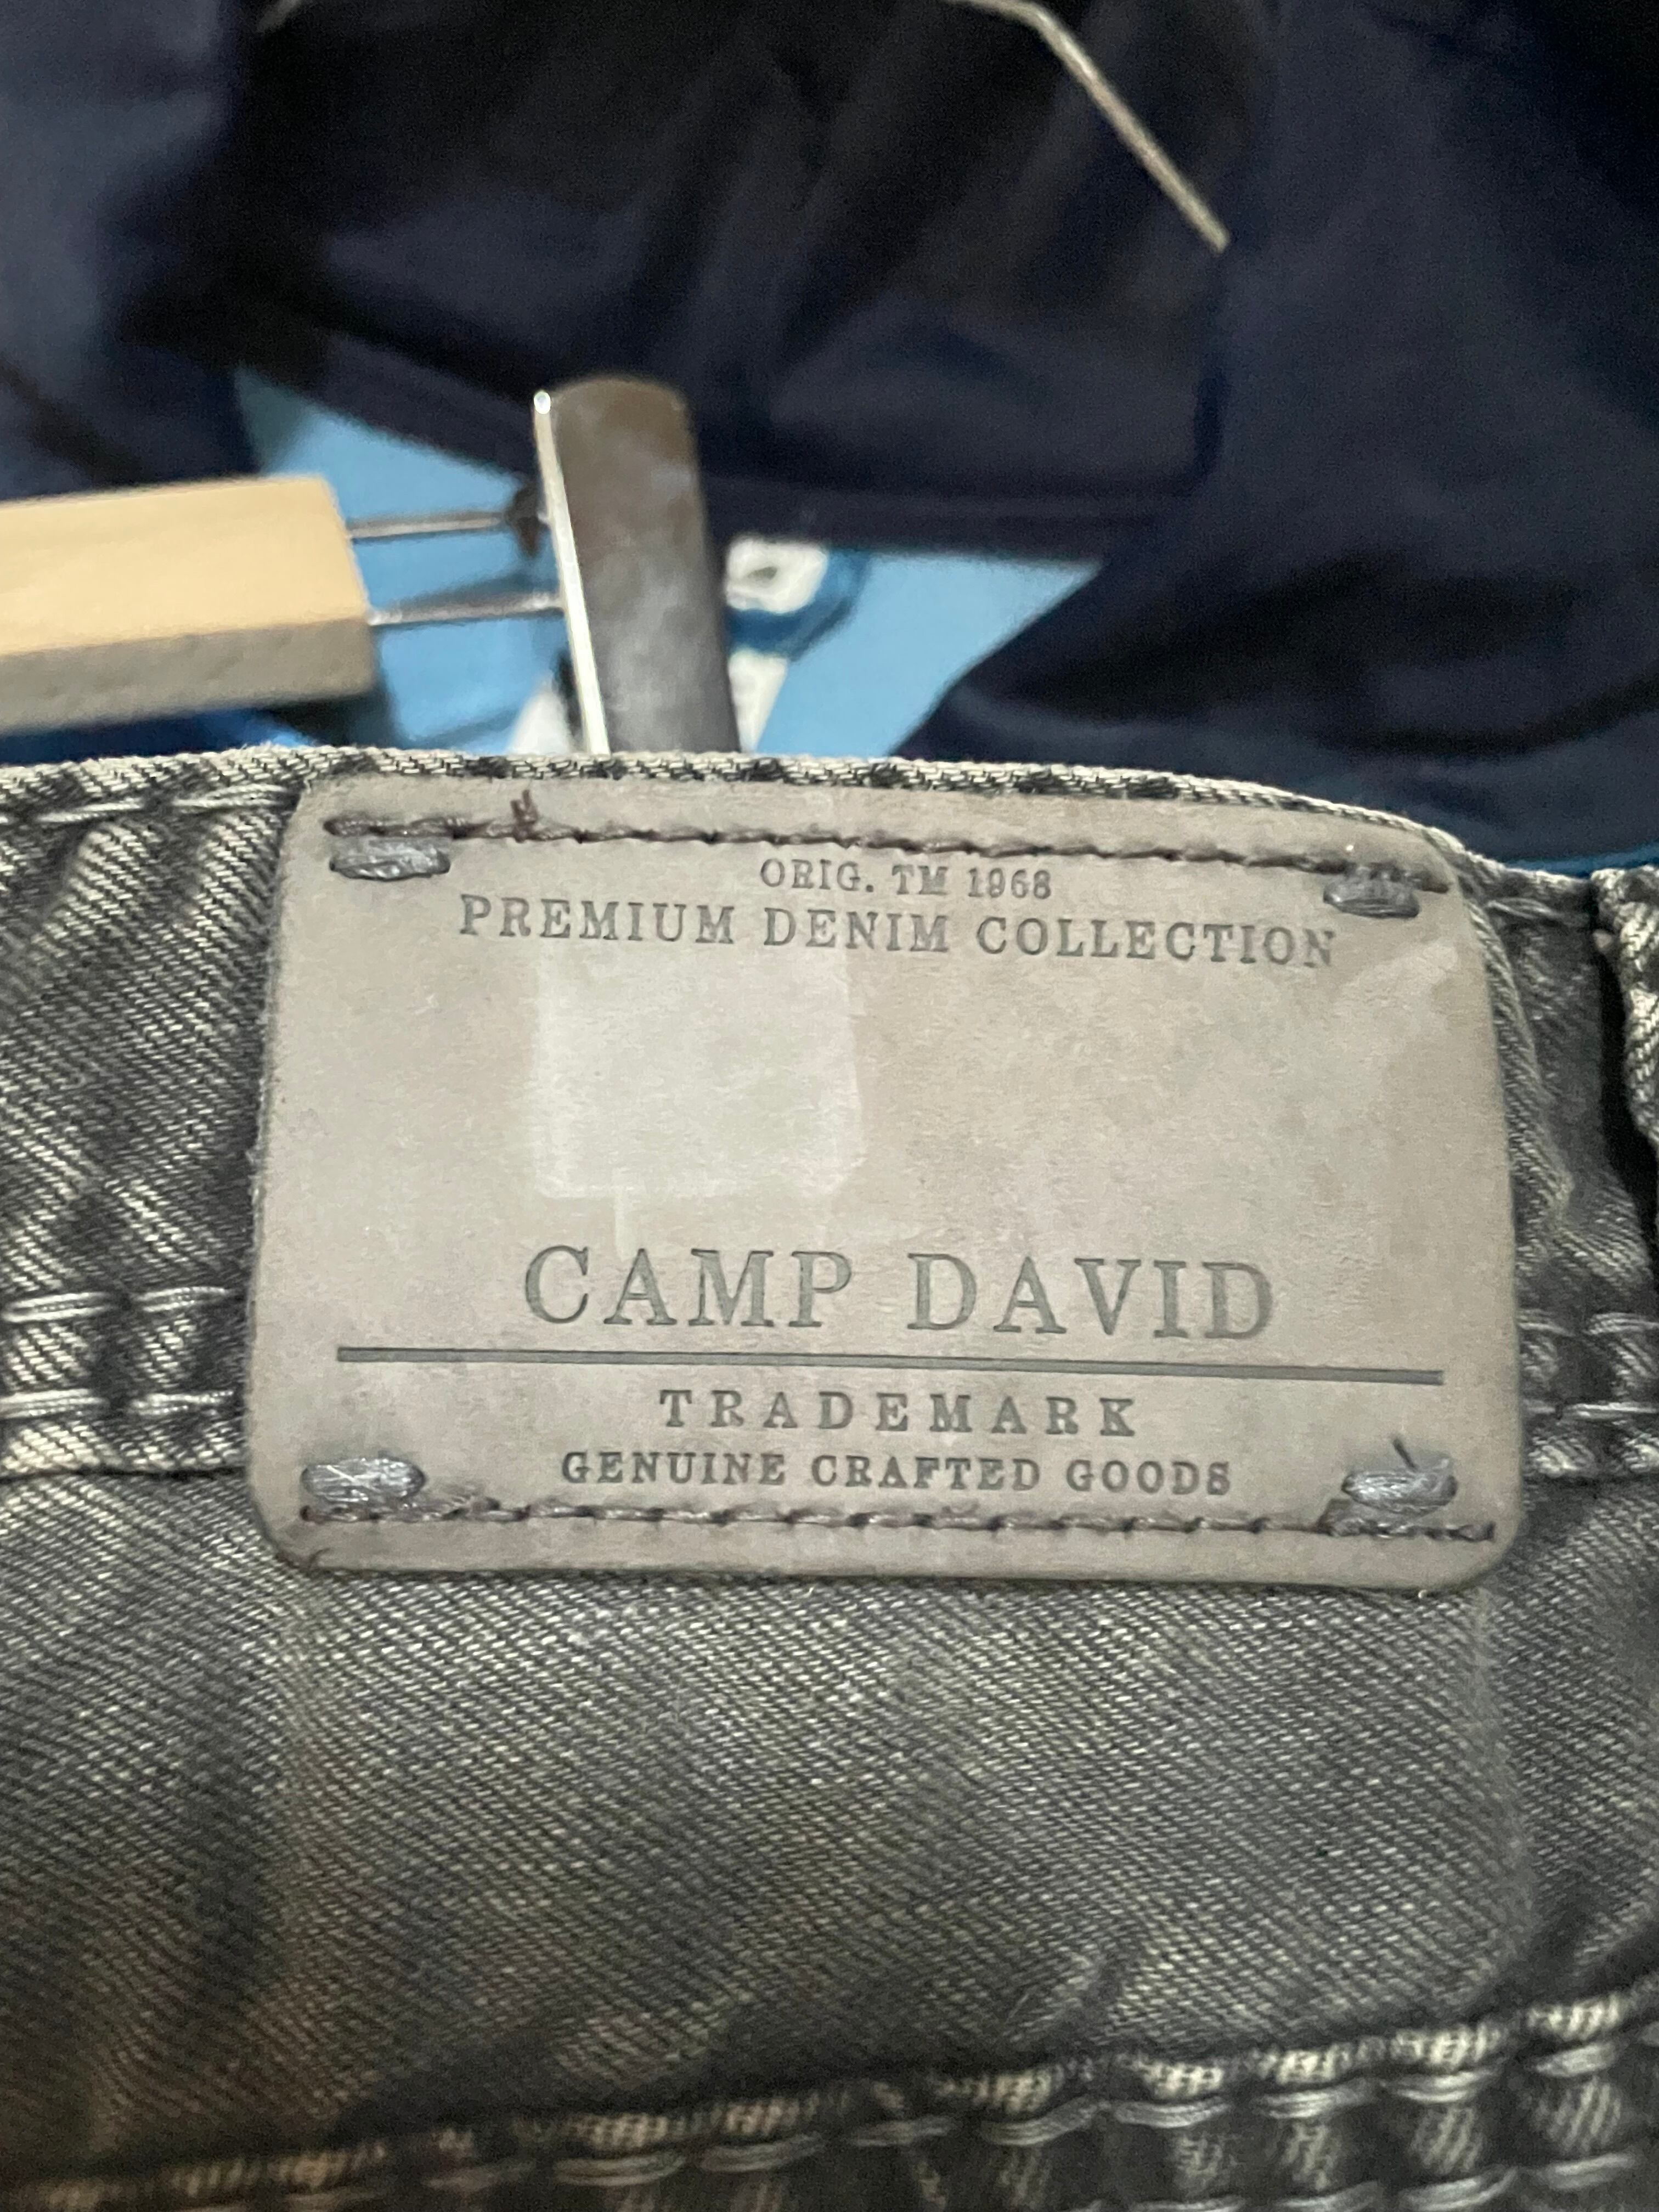 ORIG. TM 1968
PREMIUM DENIM COLLECTION
CAMP DAVID
TRADEMARK
GENUINE CRAFTED GOODS